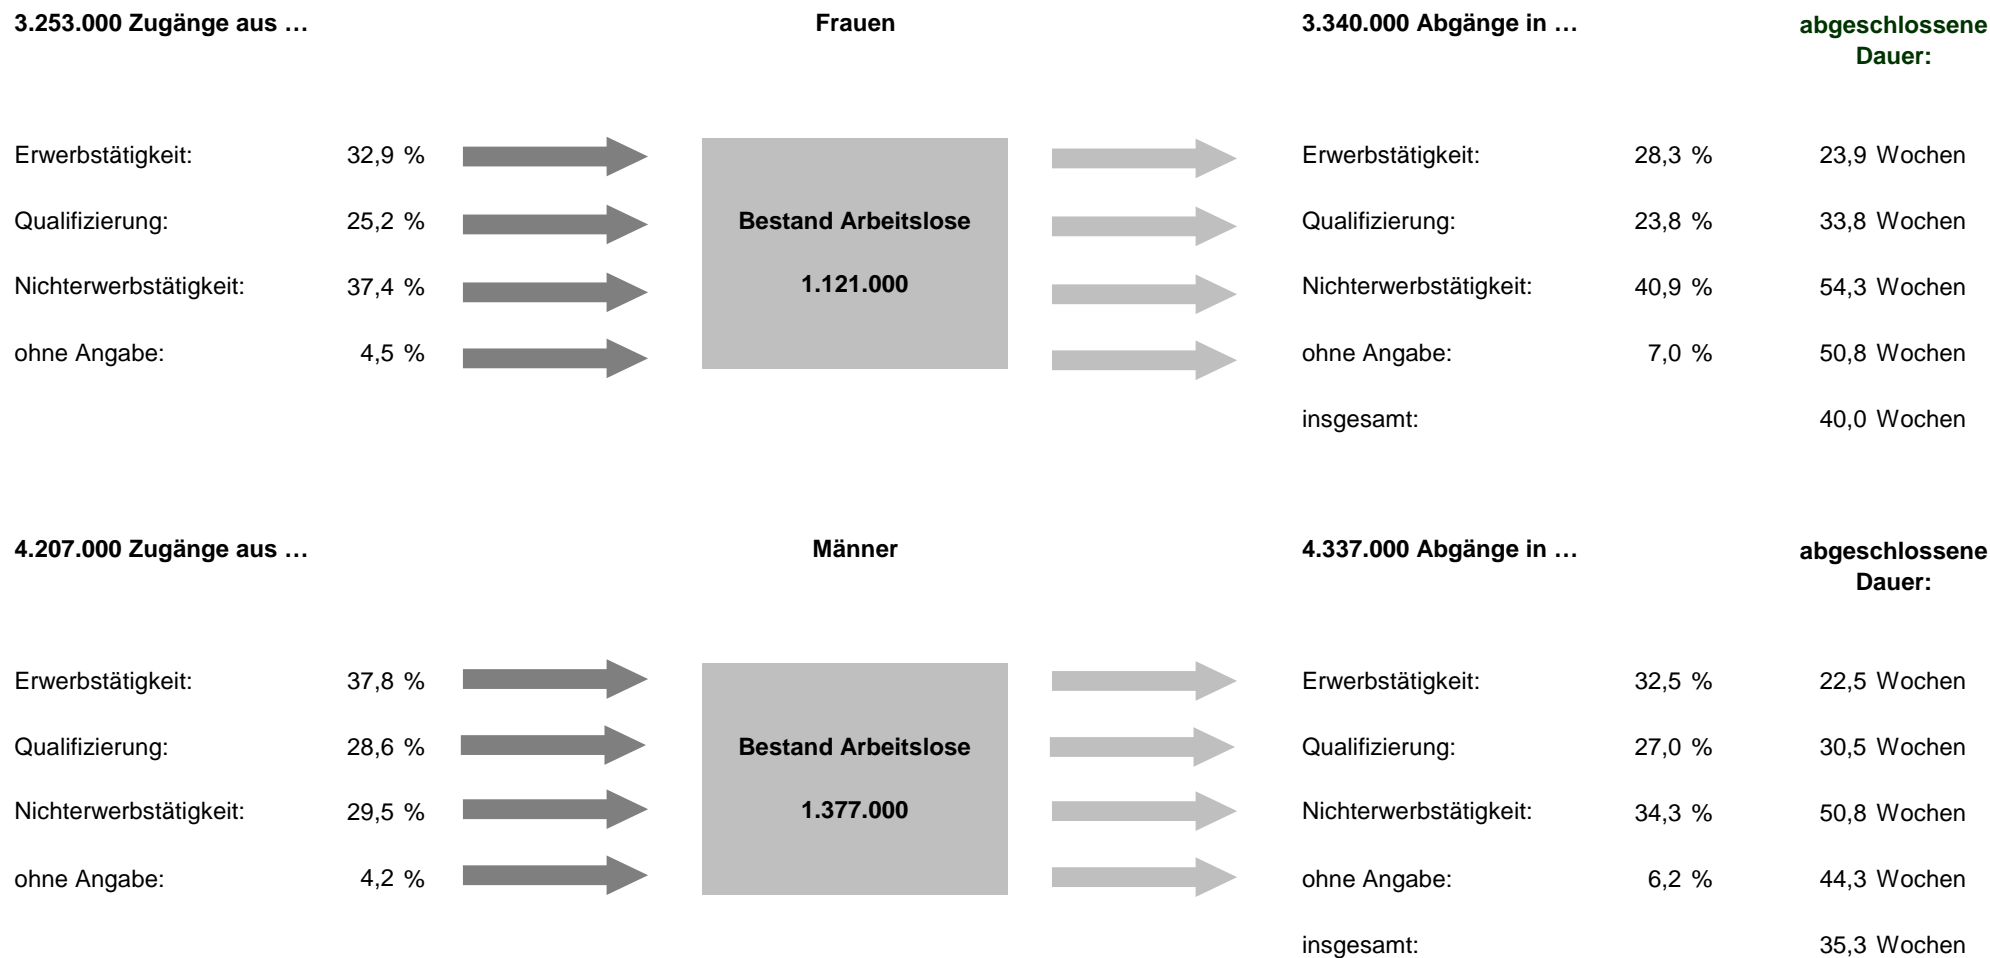 3.253.000 Zugänge aus … Frauen 3.340.000 Abgänge in … abgeschlossene
Dauer:
Erwerbstätigkeit: 32,9 % Erwerbstätigkeit: 28,3 % 23,9 Wochen
Qualifizierung: 25,2 % Bestand Arbeitslose Qualifizierung: 23,8 % 33,8 Wochen
Nichterwerbstätigkeit: 37,4 % 1.121.000 Nichterwerbstätigkeit: 40,9 % 54,3 Wochen
ohne Angabe: 4,5 % ohne Angabe: 7,0 % 50,8 Wochen
insgesamt: 40,0 Wochen
4.207.000 Zugänge aus … Männer 4.337.000 Abgänge in … abgeschlossene
Dauer:
Erwerbstätigkeit: 37,8 % Erwerbstätigkeit: 32,5 % 22,5 Wochen
Qualifizierung: 28,6 % Bestand Arbeitslose Qualifizierung: 27,0 % 30,5 Wochen
Nichterwerbstätigkeit: 29,5 % 1.377.000 Nichterwerbstätigkeit: 34,3 % 50,8 Wochen
ohne Angabe: 4,2 % ohne Angabe: 6,2 % 44,3 Wochen
insgesamt: 35,3 Wochen